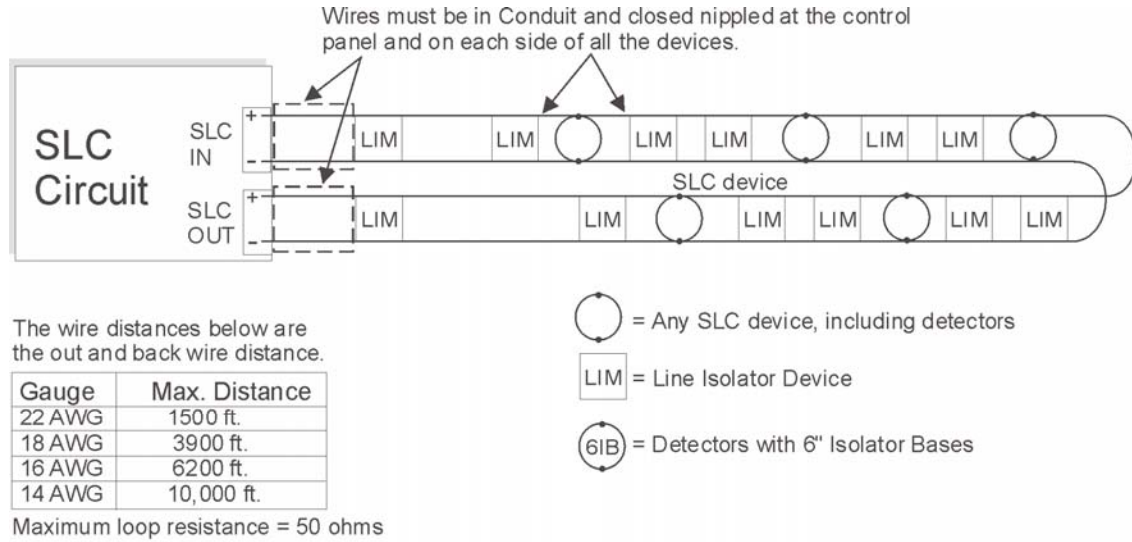 Wires must be in Conduit and closed nippled at the control
panel and on each side of all the devices.
SLC
Circuit
SLC
IN
+
-
LIM
LIM
LIM
LIM
LIM
LIM
SLC device
SLC
OUT
+
-
LIM
LIM
LIM
LIM
LIM
LIM
The wire distances below are
the out and back wire distance.
Gauge Max. Distance
22 AWG 1500 ft.
18 AWG 3900 ft.
16 AWG 6200 ft.
14 AWG 10,000 ft.
Maximum loop resistance = 50 ohms
= Any SLC device, including detectors
LIM = Line Isolator Device
6IB = Detectors with 6" Isolator Bases